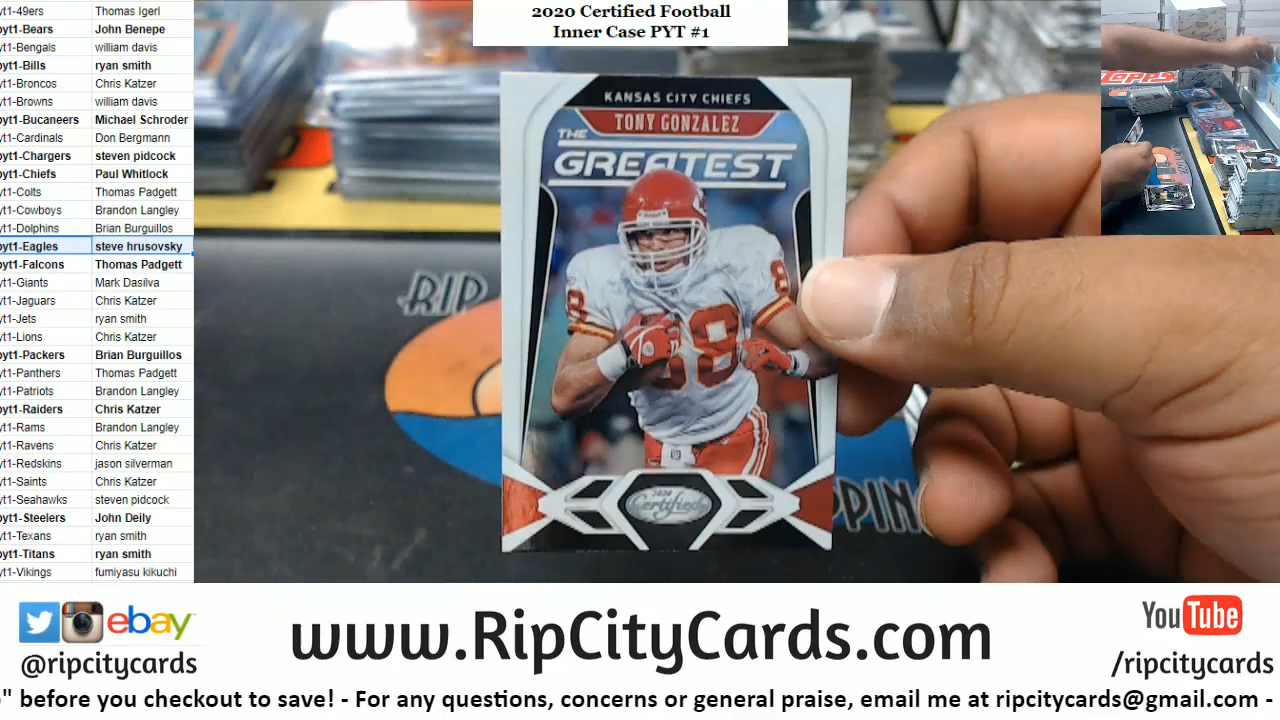 yt1-49ers Thomas Igerl
pyt1-Bears John Benepe
yt1-Bengals william davis
pyt1-Bills ryan smith
yt1-Broncos Chris Katzer
yt1-Browns william davis
pyt1-Bucaneers Michael Schroder
yt1-Cardinals Don Bergmann
pyt1-Chargers steven pidcock
pyt1-Chiefs Paul Whitlock
yt1-Colts Thomas Padgett
yt1-Cowboys Brandon Langley
yt1-Dolphins Brian Burguillos
pyt1-Eagles steve hrusovsky
pyt1-Falcons Thomas Padgett
yt1-Giants Mark Dasilva
yt1-Jaguars Chris Katzer
yt1-Jets ryan smith
yt1-Lions Chris Katzer
pyt1-Packers Brian Burguillos
yt1-Panthers Thomas Padgett
yt1-Patriots Brandon Langley
pyt1-Raiders Chris Katzer
yt1-Rams Brandon Langley
yt1-Ravens Chris Katzer
yt1-Redskins jason silverman
yt1-Saints Chris Katzer
yt1-Seahawks steven pidcock
pyt1-Steelers John Deily
yt1-Texans ryan smith
pyt1-Titans ryan smith
yt1-Vikings fumiyasu kikuchi
2020 Certified Football
Inner Case PYT #1
KANSAS CITY CHIEFS
TONY GONZALEZ
THE
GREATEST
88
88
2020
Certified
RIP
PPIN
TOPPS
ebay
@ripcitycards
www.RipCityCards.com
YouTube
/ripcitycards
" before you checkout to save! - For any questions, concerns or general praise, email me at ripcitycards@gmail.com -